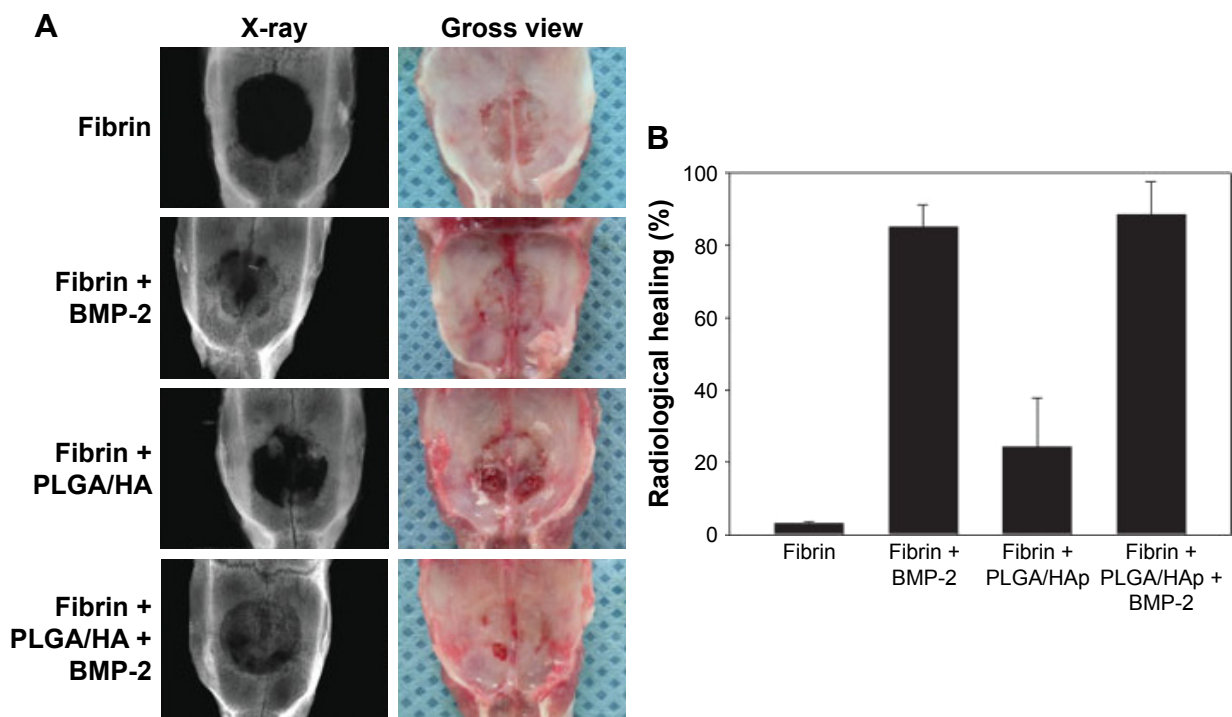 A
X-ray
Gross view
Fibrin
Fibrin +
BMP-2
Fibrin +
PLGA/HA
Fibrin +
PLGA/HA +
BMP-2
B
Radiological healing (%)
100
80
60
40
20
0
Fibrin
Fibrin +
BMP-2
Fibrin +
PLGA/HAp
Fibrin +
PLGA/HAp +
BMP-2